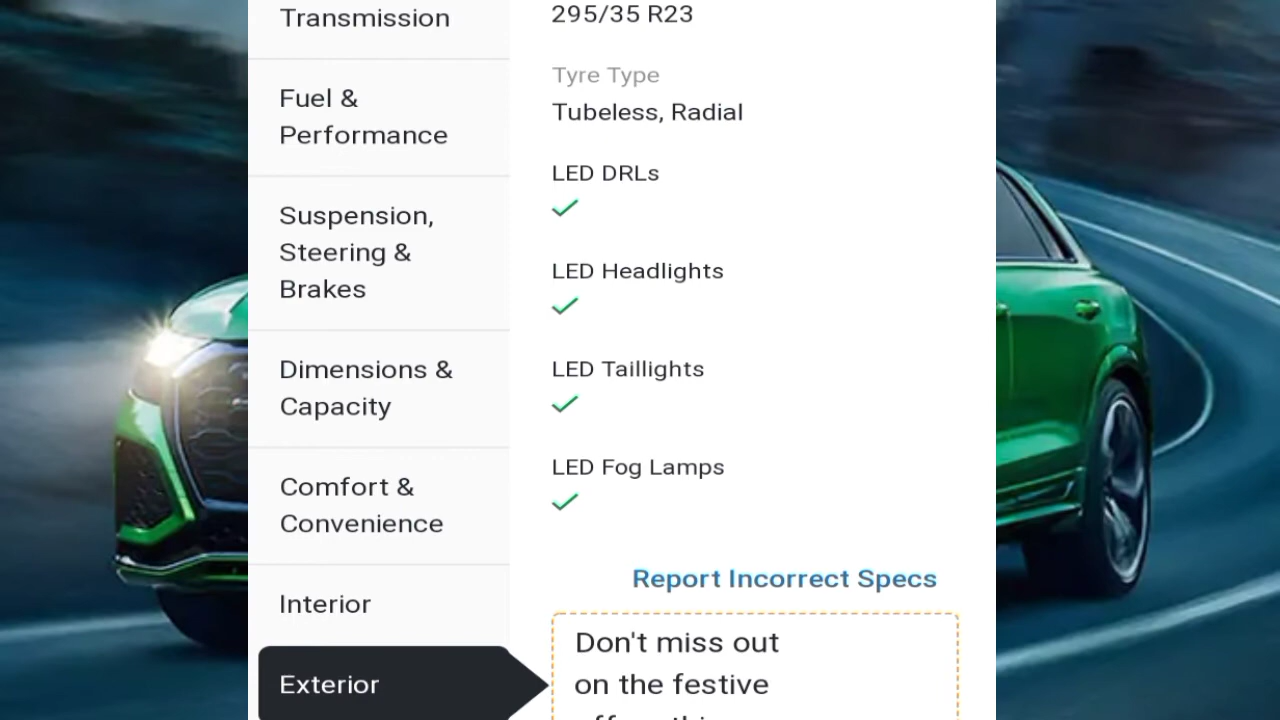 Transmission
Fuel &
Performance
Suspension,
Steering &
Brakes
Dimensions &
Capacity
Comfort &
Convenience
Interior
Exterior
295/35 R23
Tyre Type
Tubeless, Radial
LED DRLs
LED Headlights
LED Taillights
LED Fog Lamps
Report Incorrect Specs
Don't miss out
on the festive